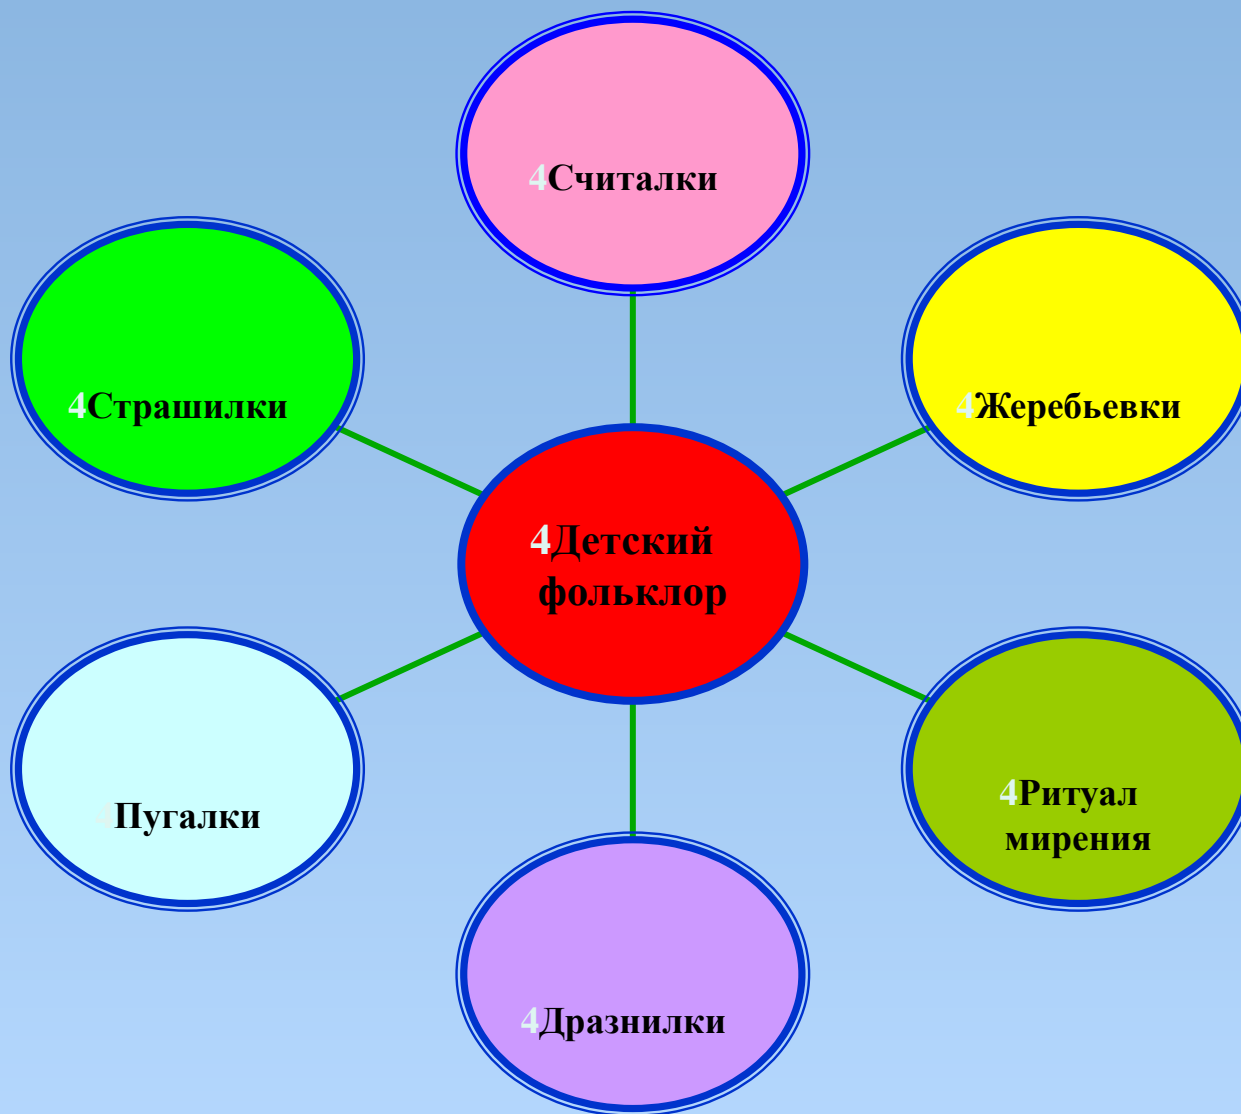 4Считалки
4Страшилки
4Жеребьевки
4Детский
фольклор
4Пугалки
4Ритуал
мирения
4Дразнилки